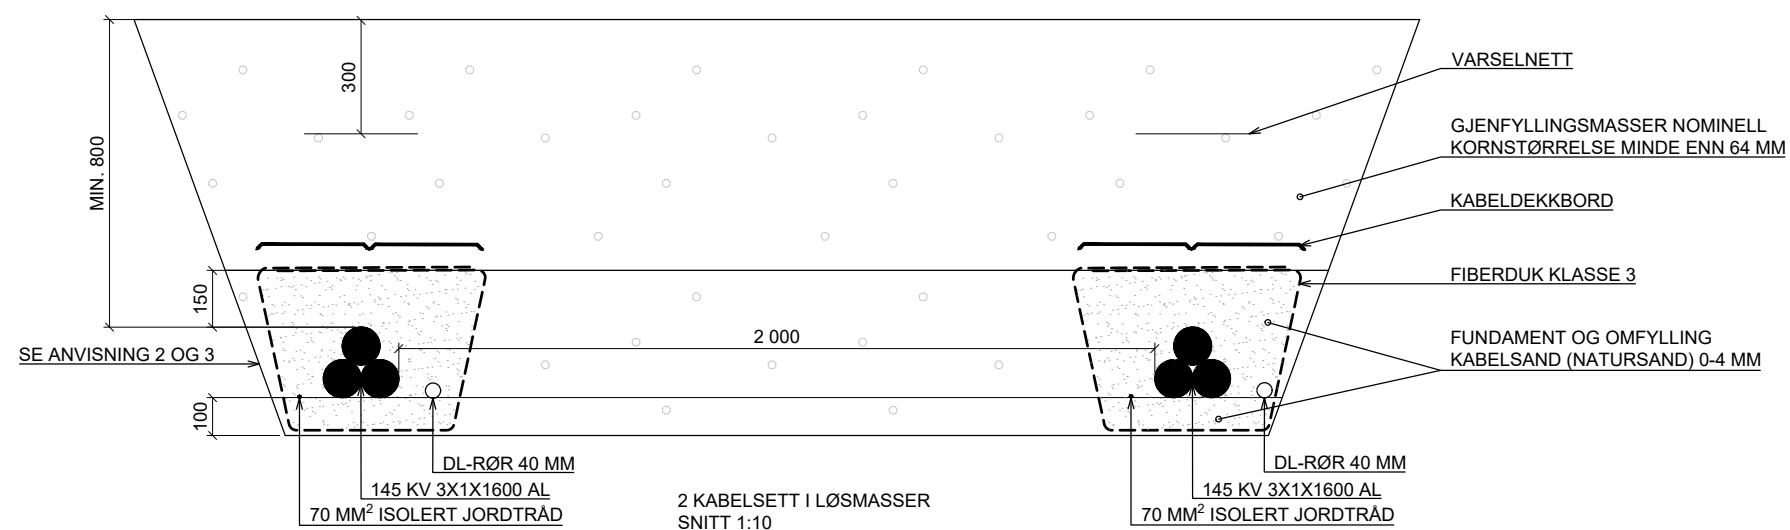 300
MIN. 800
VARSELNETT
GJENFYLLINGSMASSER NOMINELL
KORNSTØRRELSE MINDE ENN 64 MM
KABELDEKKBORD
FIBERDUK KLASSE 3
150
2 000
FUNDAMENT OG OMFYLLING
KABELSAND (NATURSAND) 0-4 MM
SE ANVISNING 2 OG 3
100
DL-RØR 40 MM
145 KV 3X1X1600 AL
70 MM² ISOLERT JORDTRÅD
2 KABELSETT I LØSMASSER
SNITT 1:10
DL-RØR 40 MM
145 KV 3X1X1600 AL
70 MM² ISOLERT JORDTRÅD